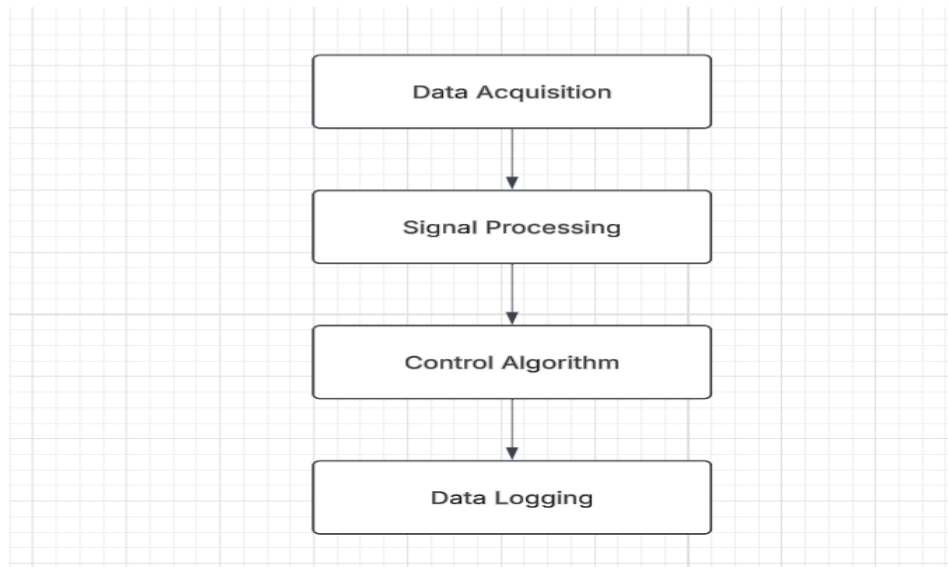 Data Acquisition
Signal Processing
Control Algorithm
Data Logging